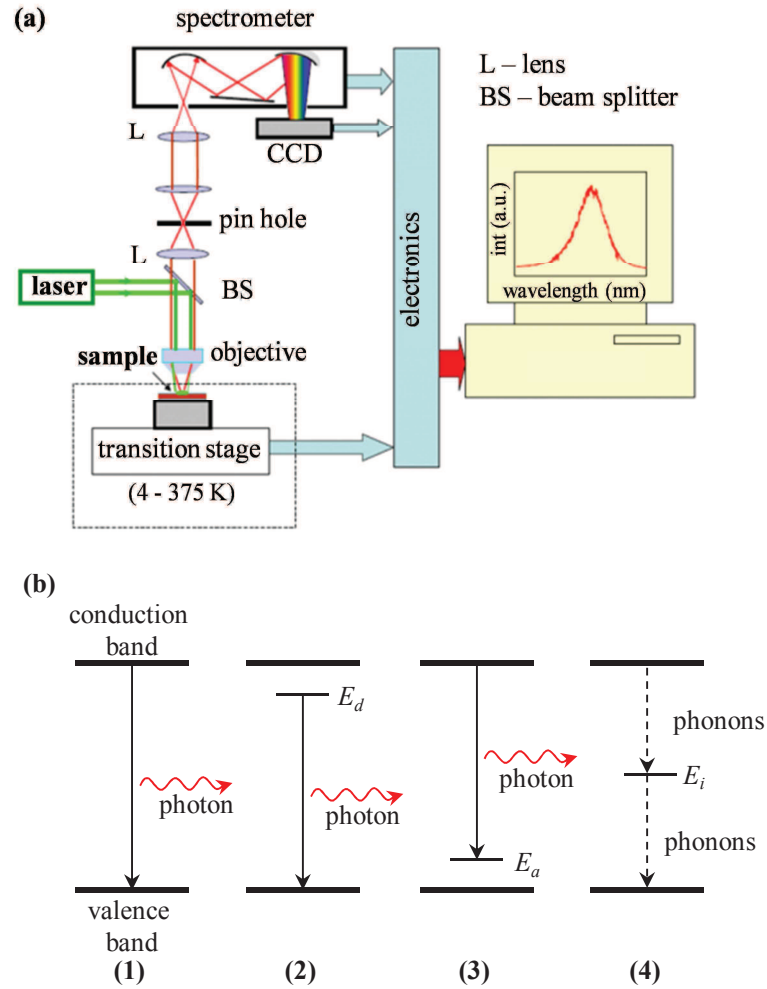 (a)
spectrometer
L – lens
BS – beam splitter
L
CCD
pin hole
L
laser
BS
electronics
int (a.u.)
wavelength (nm)
sample
objective
transition stage
(4 - 375 K)
(b)
conduction
band
E_d
photon
photon
photon
E_a
phonons
E_i
phonons
valence
band
(1)
(2)
(3)
(4)